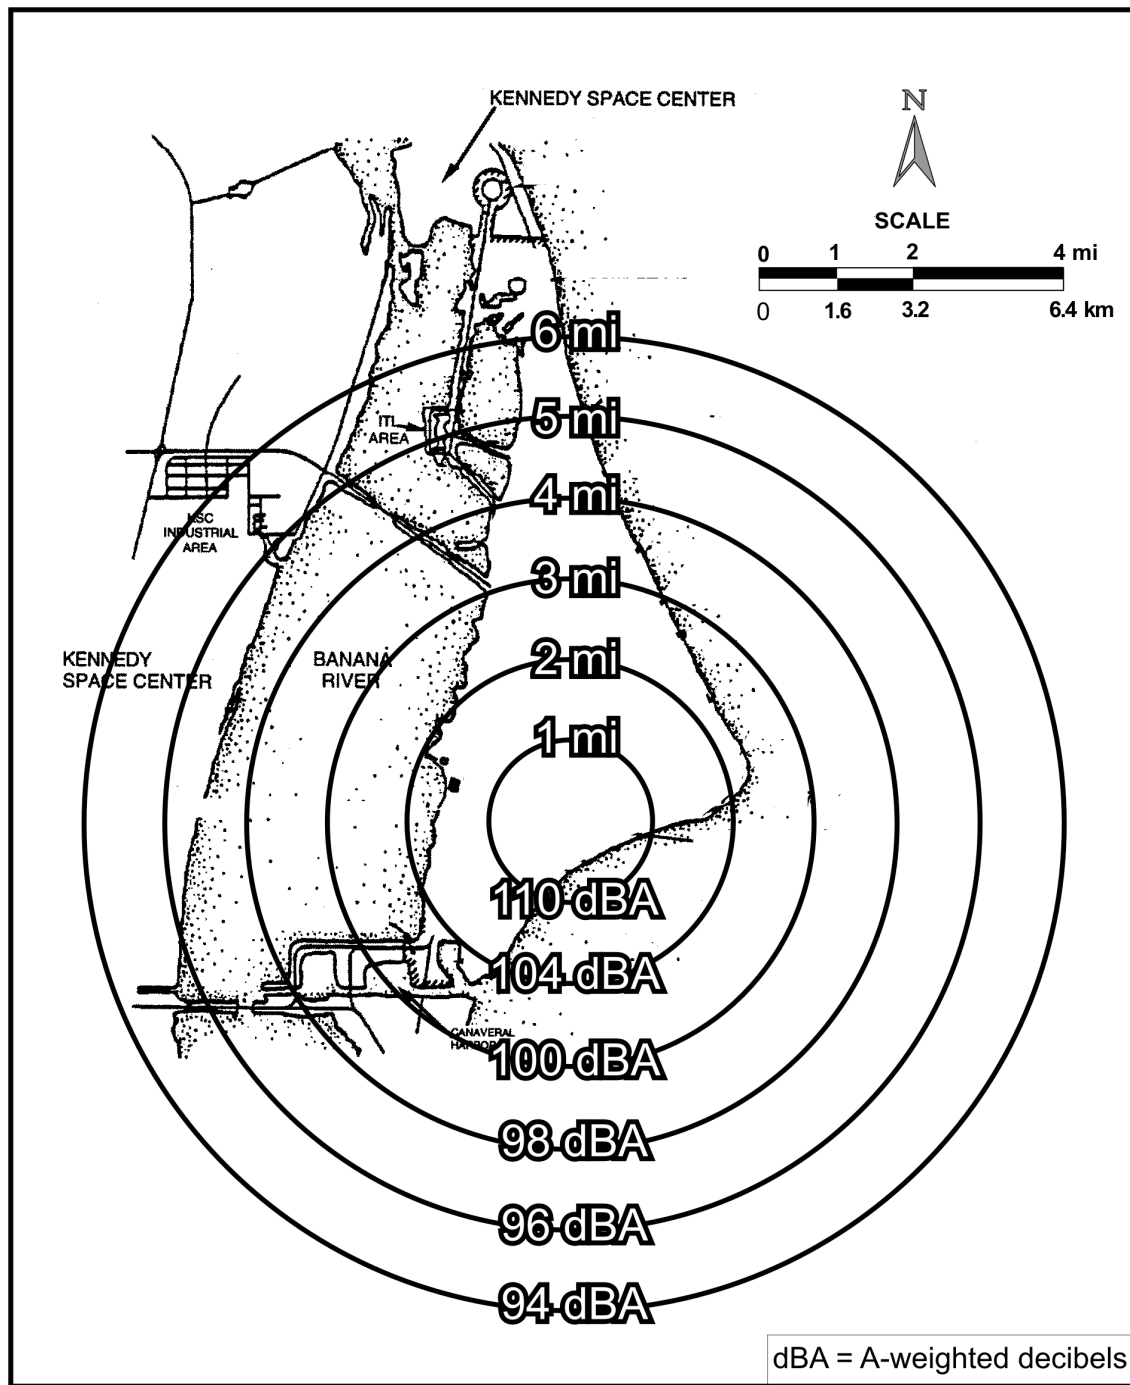 KENNEDY SPACE CENTER
N
SCALE
0 1 2 4 mi
0 1.6 3.2 6.4 km
6 mi
5 mi
ITL
AREA
4 mi
KSC
INDUSTRIAL
AREA
3 mi
KENNEDY
SPACE CENTER
BANANA
RIVER
2 mi
1 mi
110 dBA
104 dBA
CANAVERAL
HARBOR
100 dBA
98 dBA
96 dBA
94 dBA
dBA = A-weighted decibels